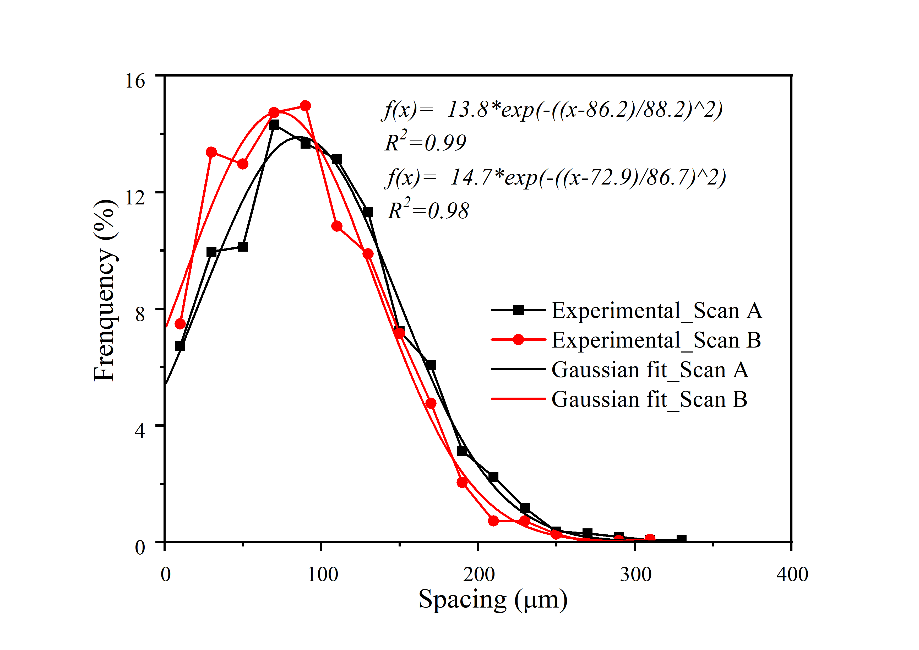 16
12
8
4
0
Frenquency (%)
f(x)= 13.8*exp(-((x-86.2)/88.2)^2)
R²=0.99
f(x)= 14.7*exp(-((x-72.9)/86.7)^2)
R²=0.98
Experimental_Scan A
Experimental_Scan B
Gaussian fit_Scan A
Gaussian fit_Scan B
0 100 200 300 400
Spacing (μm)